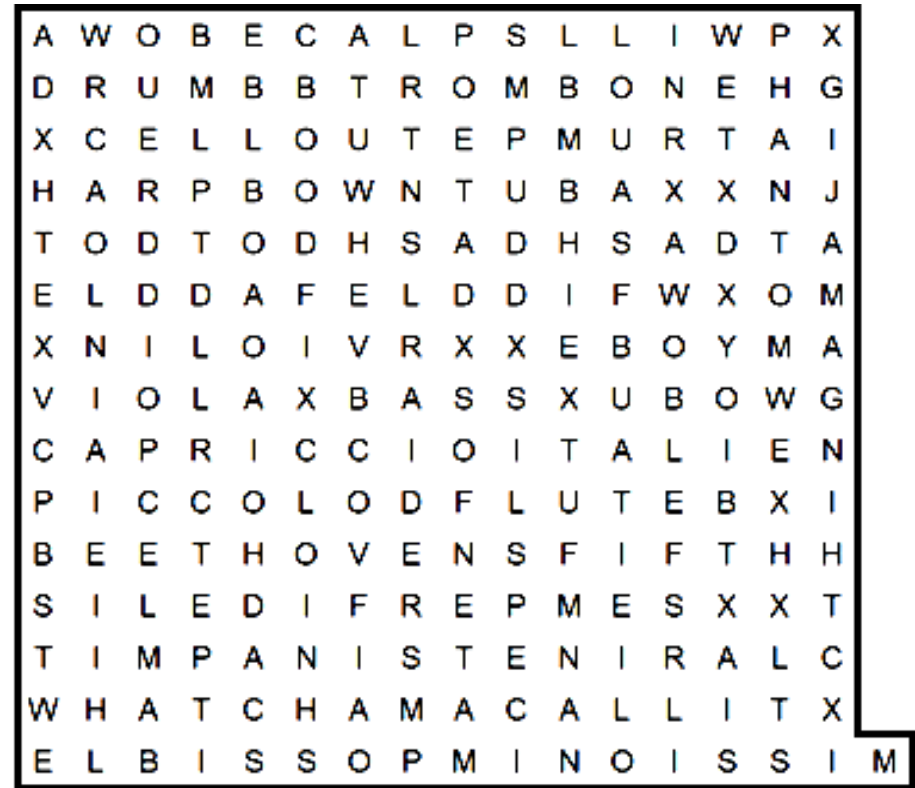 A W O B E C A L P S L L I W P X
D R U M B B T R O M B O N E H G
X C E L L O U T E P M U R T A I
H A R P B O W N T U B A X X N J
T O D T O D H S A D H S A D T A
E L D D A F E L D D I F W X O M
X N I L O I V R X X E B O Y M A
V I O L A X B A S S X U B O W G
C A P R I C C I O I T A L I E N
P I C C O L O D F L U T E B X I
B E E T H O V E N S F I F T H H
S I L E D I F R E P M E S X X T
T I M P A N I S T E N I R A L C
W H A T C H A M A C A L L I T X
E L B I S S O P M I N O I S S I M